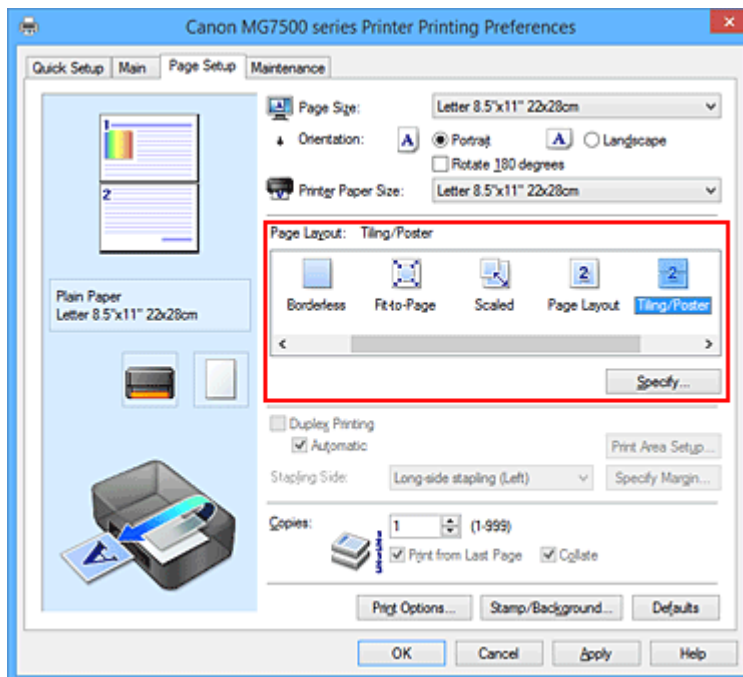 Canon MG7500 series Printer Printing Preferences
Quick Setup Main Page Setup Maintenance
1
2
Plain Paper
Letter 8.5"x11" 22x28cm
Page Size: Letter 8.5"x11" 22x28cm
Orientation: A Portrait A Landscape
Rotate 180 degrees
Printer Paper Size: Letter 8.5"x11" 22x28cm
Page Layout: Tiling/Poster
2 2
Borderless Fit-to-Page Scaled Page Layout Tiling/Poster
Specify...
Duplex Printing
Automatic Print Area Setup...
Stapling Side: Long-side stapling (Left) Specify Margin...
Copies: 1 (1-999)
Print from Last Page Collate
Print Options... Stamp/Background... Defaults
OK Cancel Apply Help